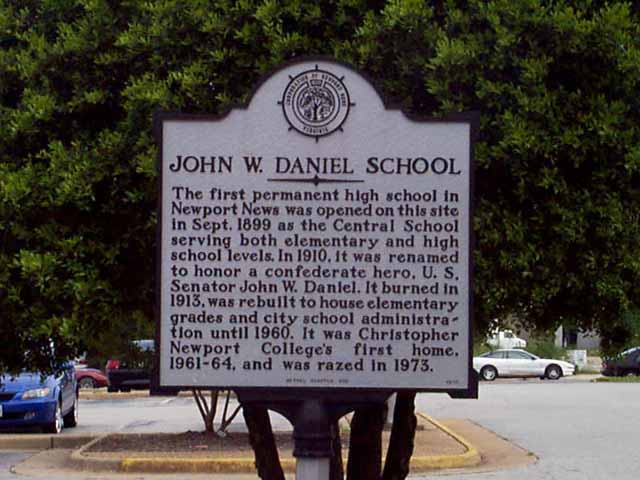 VIRGINIA
JOHN W. DANIEL SCHOOL
The first permanent high school in
Newport News was opened on this site
in Sept. 1899 as the Central School
serving both elementary and high
school levels. In 1910, it was renamed
to honor a confederate hero, U. S.
Senator John W. Daniel. It burned in
1913, was rebuilt to house elementary
grades and city school administra-
tion until 1960. It was Christopher
Newport College's first home,
1961-64, and was razed in 1973.